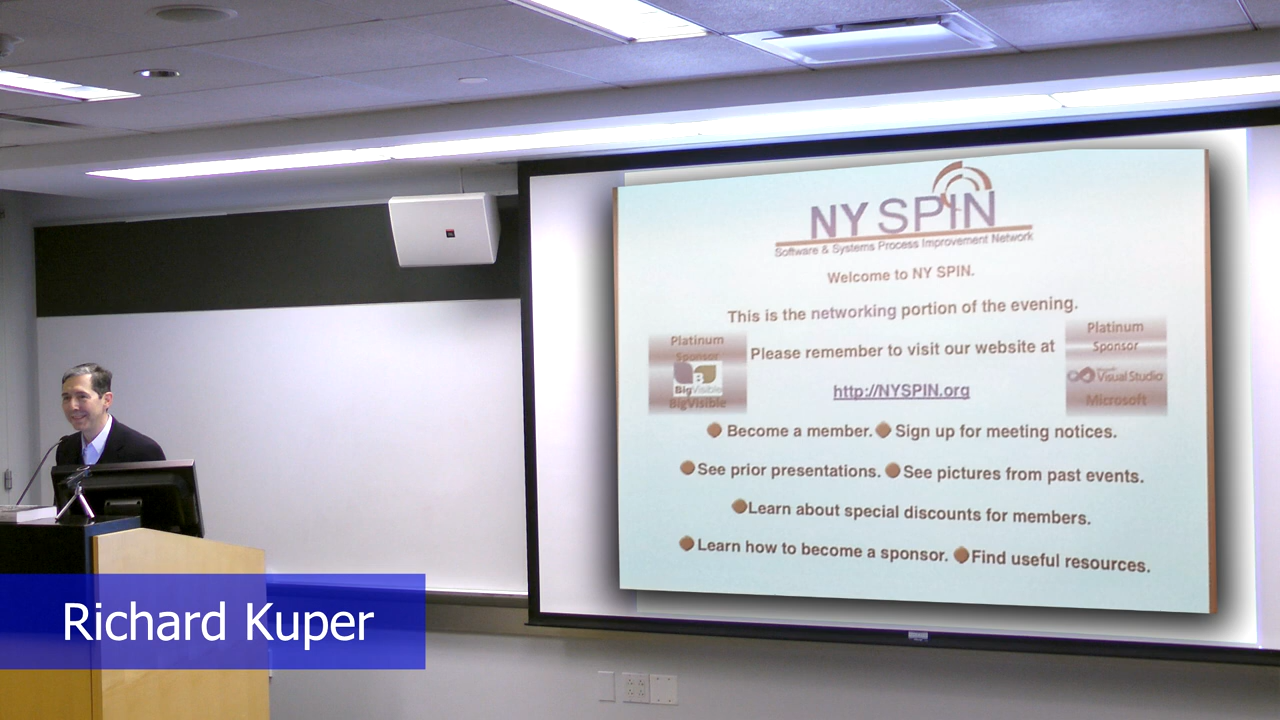 NY SPIN
Software & Systems Process Improvement Network
Welcome to NY SPIN.
This is the networking portion of the evening.
Platinum
Sponsor
BigVisible
BigVisible
Please remember to visit our website at
http://NYSPIN.org
Platinum
Sponsor
Visual Studio
Microsoft
Become a member. Sign up for meeting notices.
See prior presentations. See pictures from past events.
Learn about special discounts for members.
Learn how to become a sponsor. Find useful resources.
Richard Kuper